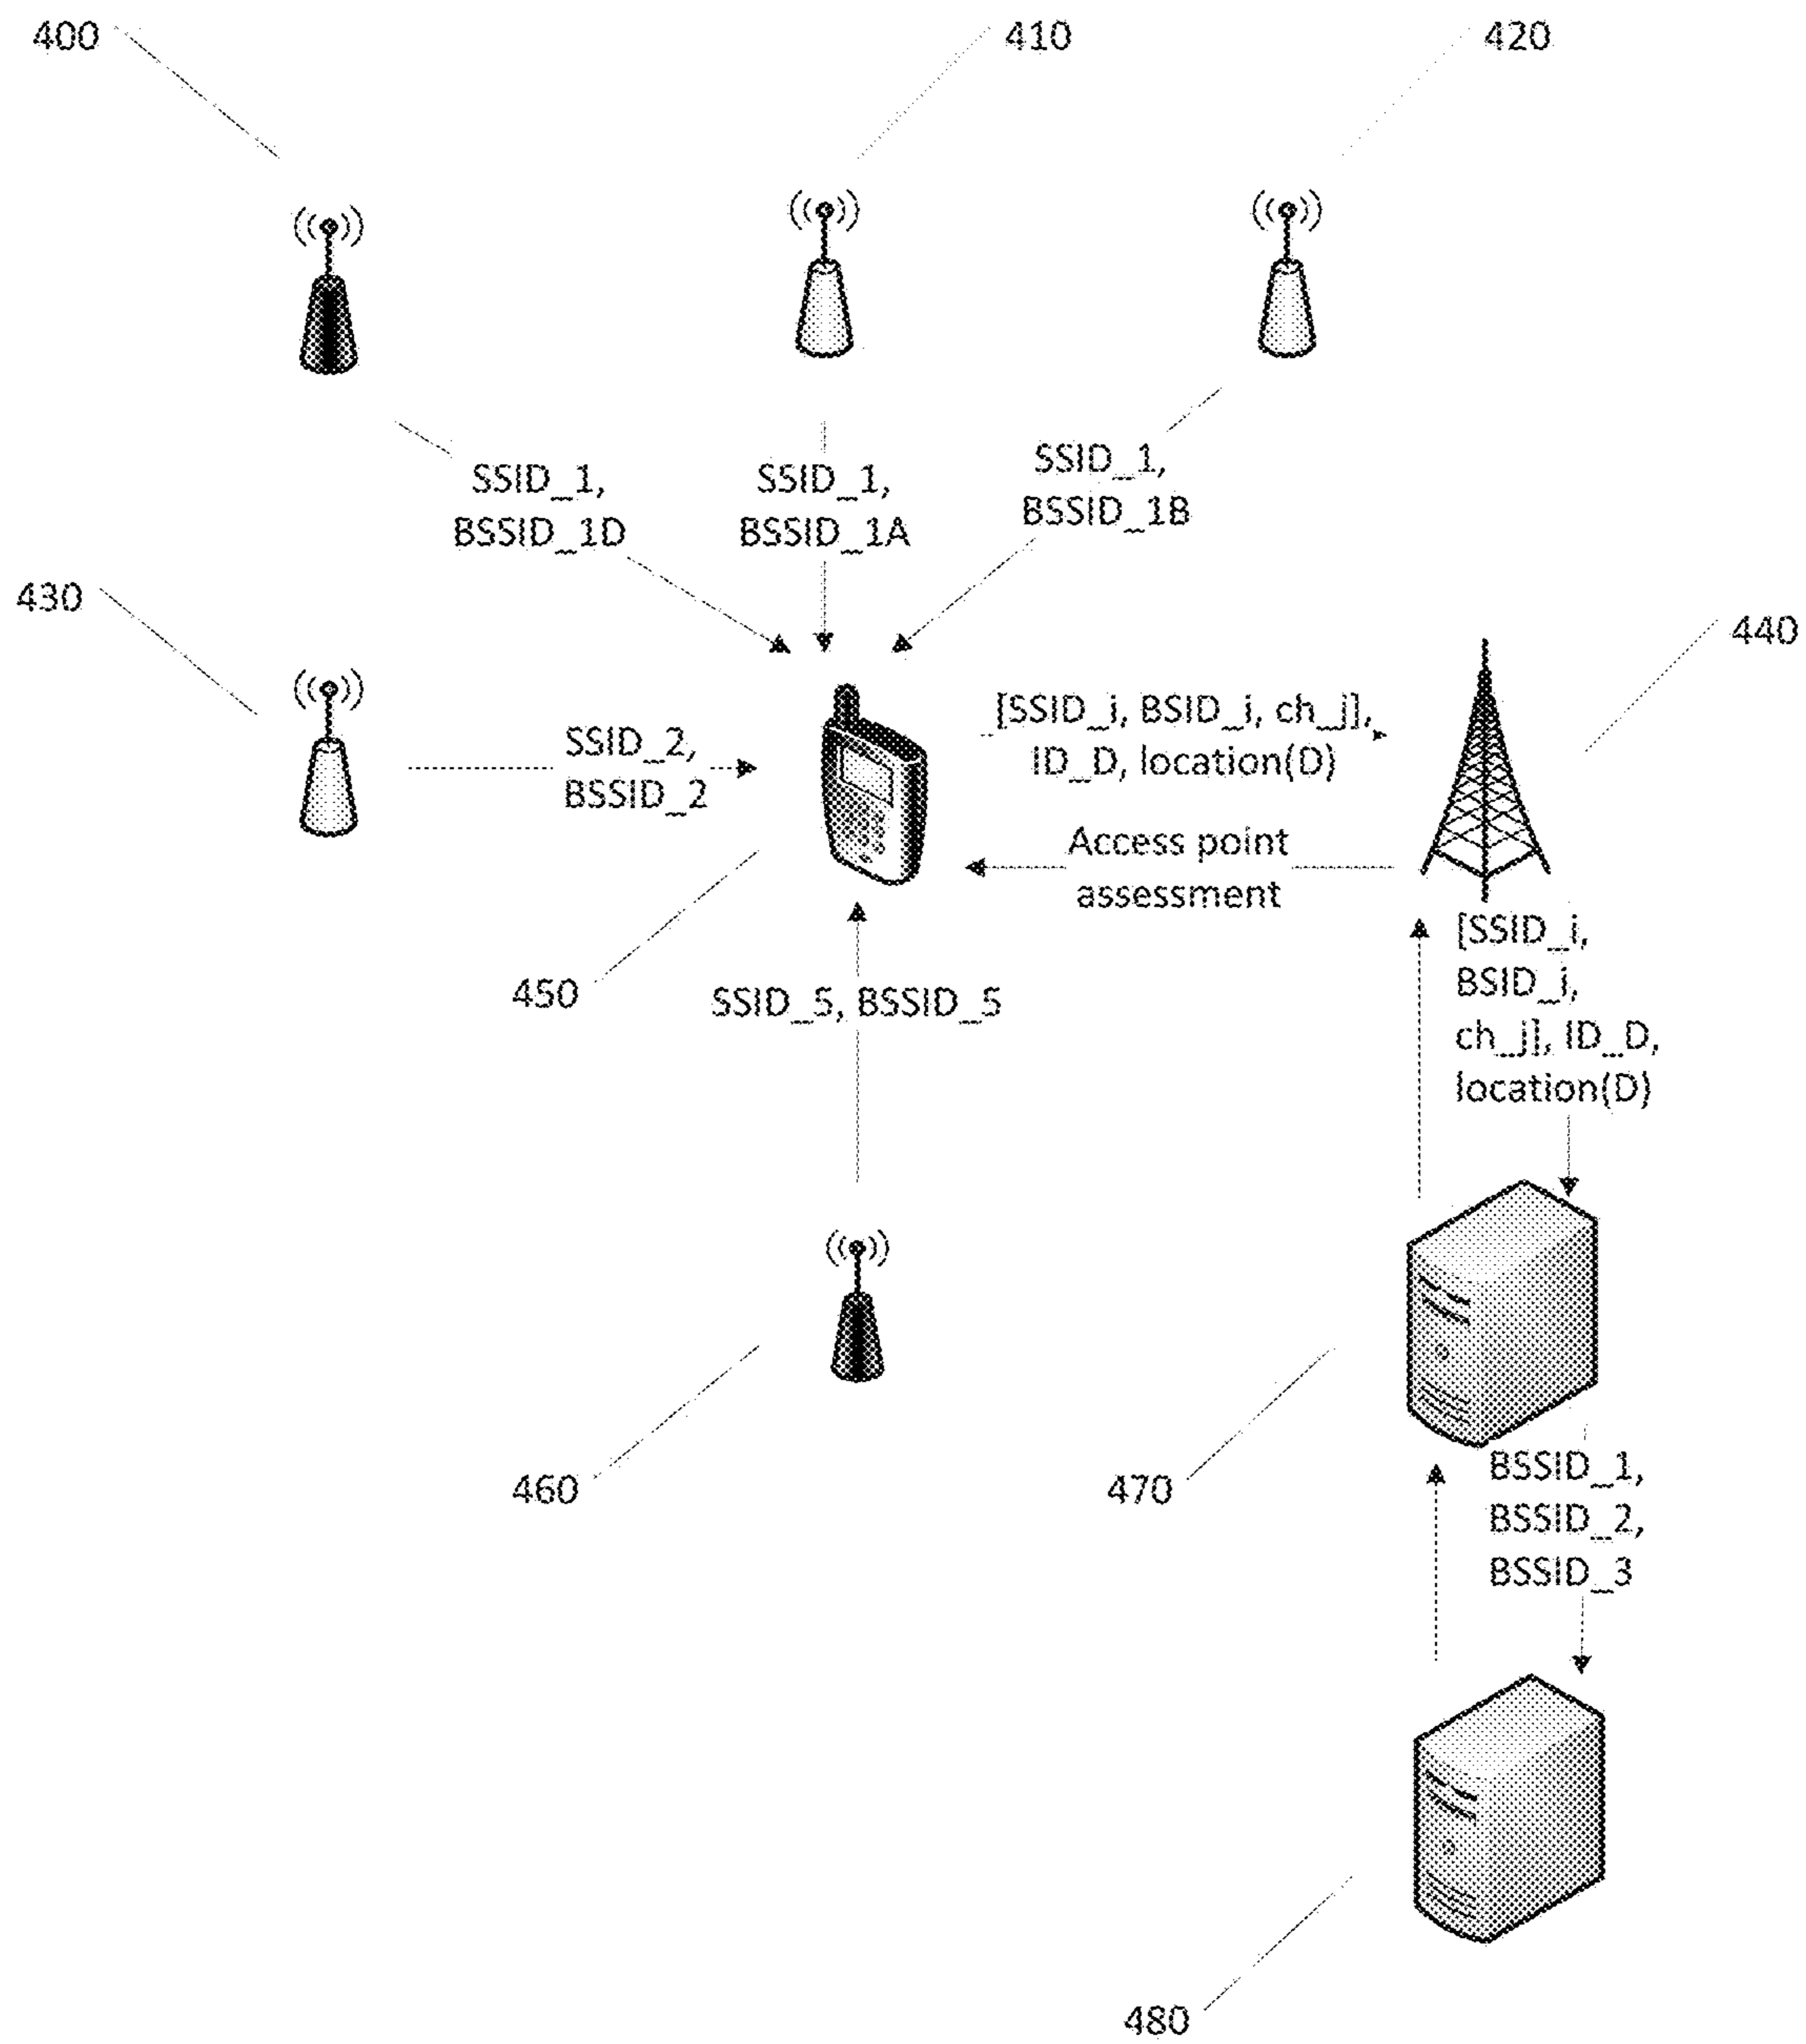 400
410
420
SSID_1,
BSSID_1D
SSID_1,
BSSID_1A
SSID_1,
BSSID_1B
430
440
SSID_2,
BSSID_2
[SSID_i, BSID_i, ch_j],
ID_D, location(D)
Access point
assessment
450
[SSID_i,
BSID_i,
ch_j], ID_D,
location(D)
SSID_5, BSSID_5
460
470
BSSID_1,
BSSID_2,
BSSID_3
480